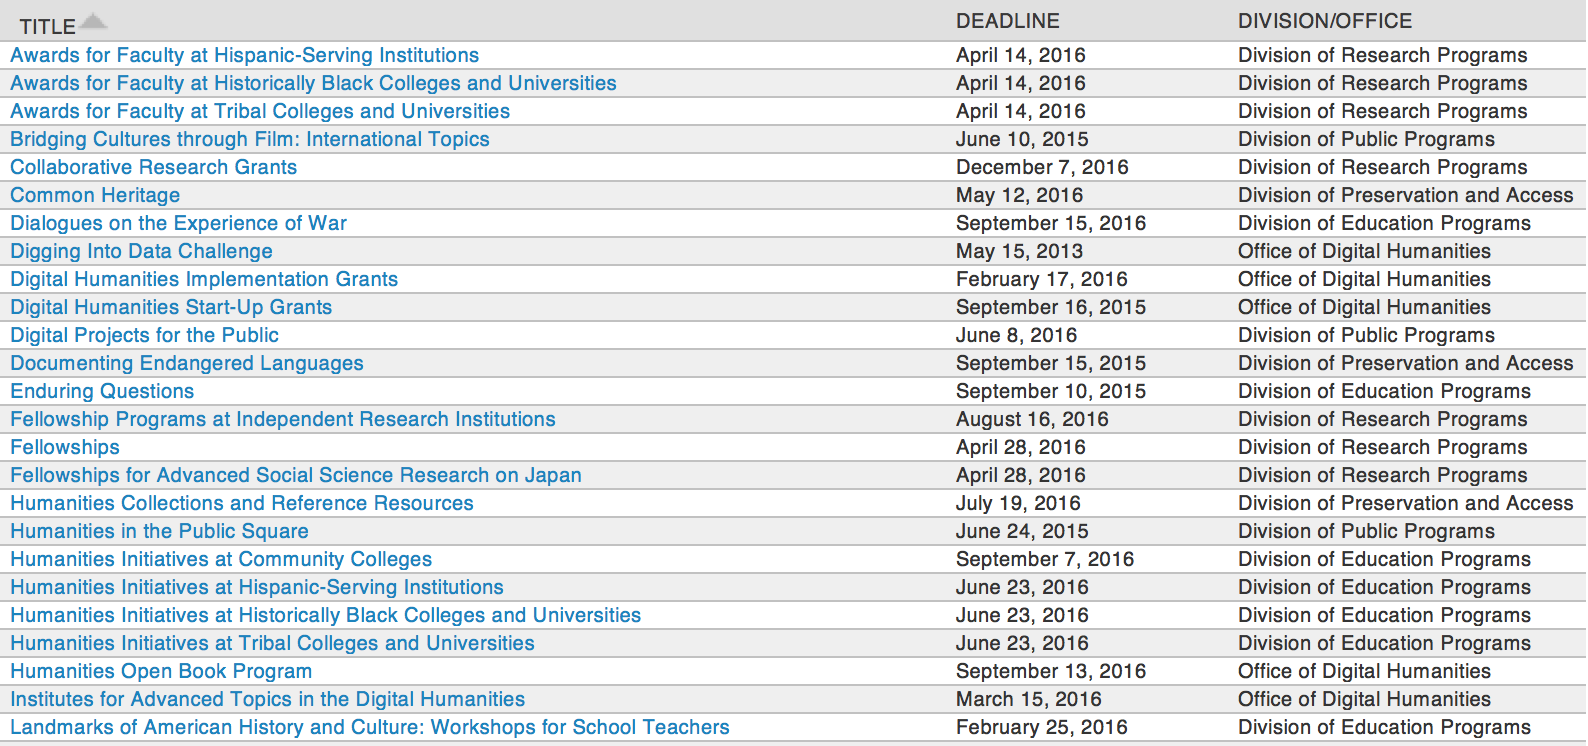 TITLE DEADLINE DIVISION/OFFICE
Awards for Faculty at Hispanic-Serving Institutions April 14, 2016 Division of Research Programs
Awards for Faculty at Historically Black Colleges and Universities April 14, 2016 Division of Research Programs
Awards for Faculty at Tribal Colleges and Universities April 14, 2016 Division of Research Programs
Bridging Cultures through Film: International Topics June 10, 2015 Division of Public Programs
Collaborative Research Grants December 7, 2016 Division of Research Programs
Common Heritage May 12, 2016 Division of Preservation and Access
Dialogues on the Experience of War September 15, 2016 Division of Education Programs
Digging Into Data Challenge May 15, 2013 Office of Digital Humanities
Digital Humanities Implementation Grants February 17, 2016 Office of Digital Humanities
Digital Humanities Start-Up Grants September 16, 2015 Office of Digital Humanities
Digital Projects for the Public June 8, 2016 Division of Public Programs
Documenting Endangered Languages September 15, 2015 Division of Preservation and Access
Enduring Questions September 10, 2015 Division of Education Programs
Fellowship Programs at Independent Research Institutions August 16, 2016 Division of Research Programs
Fellowships April 28, 2016 Division of Research Programs
Fellowships for Advanced Social Science Research on Japan April 28, 2016 Division of Research Programs
Humanities Collections and Reference Resources July 19, 2016 Division of Preservation and Access
Humanities in the Public Square June 24, 2015 Division of Public Programs
Humanities Initiatives at Community Colleges September 7, 2016 Division of Education Programs
Humanities Initiatives at Hispanic-Serving Institutions June 23, 2016 Division of Education Programs
Humanities Initiatives at Historically Black Colleges and Universities June 23, 2016 Division of Education Programs
Humanities Initiatives at Tribal Colleges and Universities June 23, 2016 Division of Education Programs
Humanities Open Book Program September 13, 2016 Office of Digital Humanities
Institutes for Advanced Topics in the Digital Humanities March 15, 2016 Office of Digital Humanities
Landmarks of American History and Culture: Workshops for School Teachers February 25, 2016 Division of Education Programs